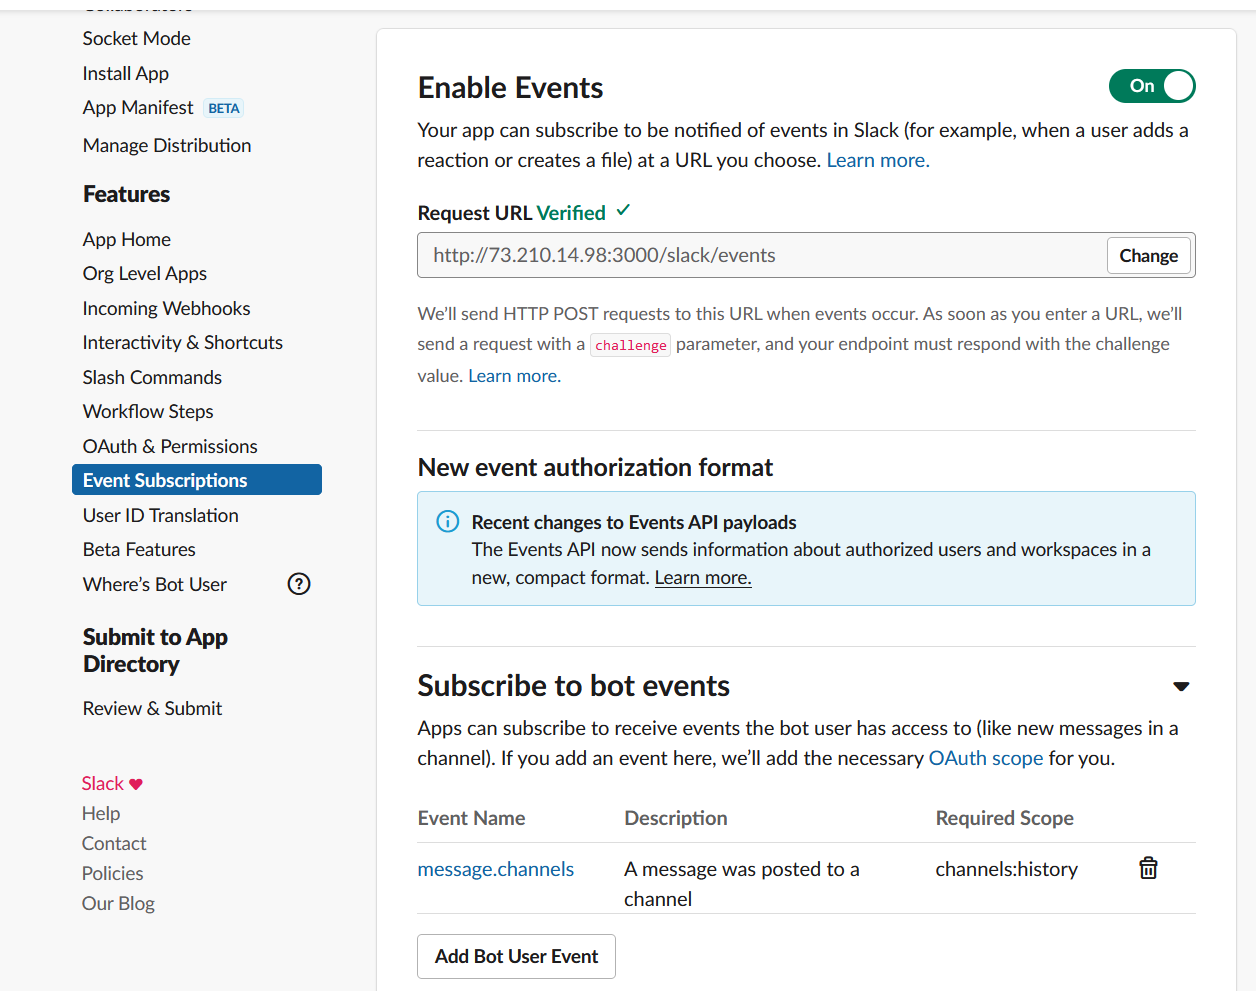 Socket Mode
Install App
App Manifest BETA
Manage Distribution
Features
App Home
Org Level Apps
Incoming Webhooks
Interactivity & Shortcuts
Slash Commands
Workflow Steps
OAuth & Permissions
Event Subscriptions
User ID Translation
Beta Features
Where's Bot User ?
Submit to App
Directory
Review & Submit
Slack ♥
Help
Contact
Policies
Our Blog
Enable Events
On
Your app can subscribe to be notified of events in Slack (for example, when a user adds a
reaction or creates a file) at a URL you choose. Learn more.
Request URL Verified ✓
http://73.210.14.98:3000/slack/events
Change
We'll send HTTP POST requests to this URL when events occur. As soon as you enter a URL, we'll
send a request with a challenge parameter, and your endpoint must respond with the challenge
value. Learn more.
New event authorization format
Recent changes to Events API payloads
The Events API now sends information about authorized users and workspaces in a
new, compact format. Learn more.
Subscribe to bot events
Apps can subscribe to receive events the bot user has access to (like new messages in a
channel). If you add an event here, we'll add the necessary OAuth scope for you.
Event Name Description Required Scope
message.channels A message was posted to a channels:history
channel
Add Bot User Event